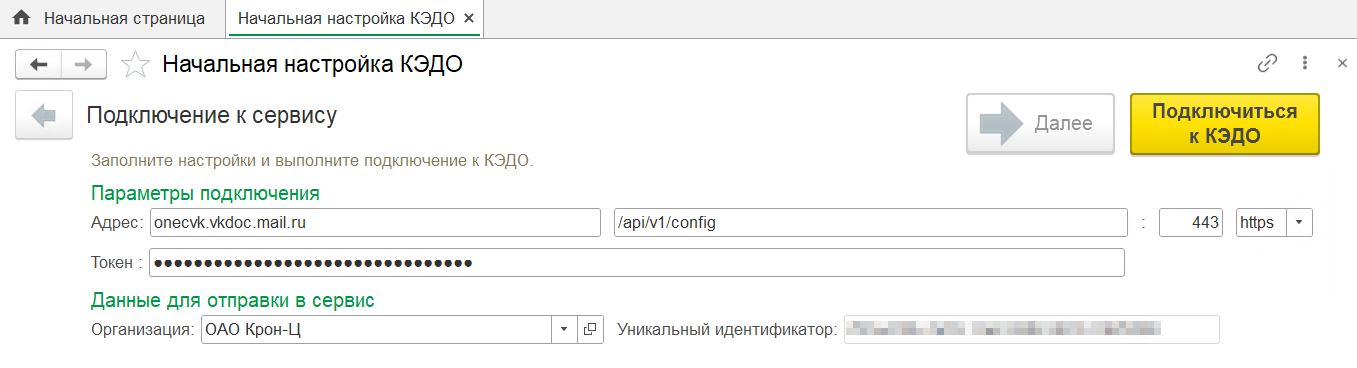 Начальная страница
Начальная настройка КЭДО
Начальная настройка КЭДО
Подключение к сервису
Далее
Подключиться
к КЭДО
Заполните настройки и выполните подключение к КЭДО.
Параметры подключения
Адрес: onecvk.vkdoc.mail.ru /api/v1/config : 443 https
Токен : ●●●●●●●●●●●●●●●●●●●●●●●●●●●●●●●●
Данные для отправки в сервис
Организация: ОАО Крон-Ц Уникальный идентификатор: